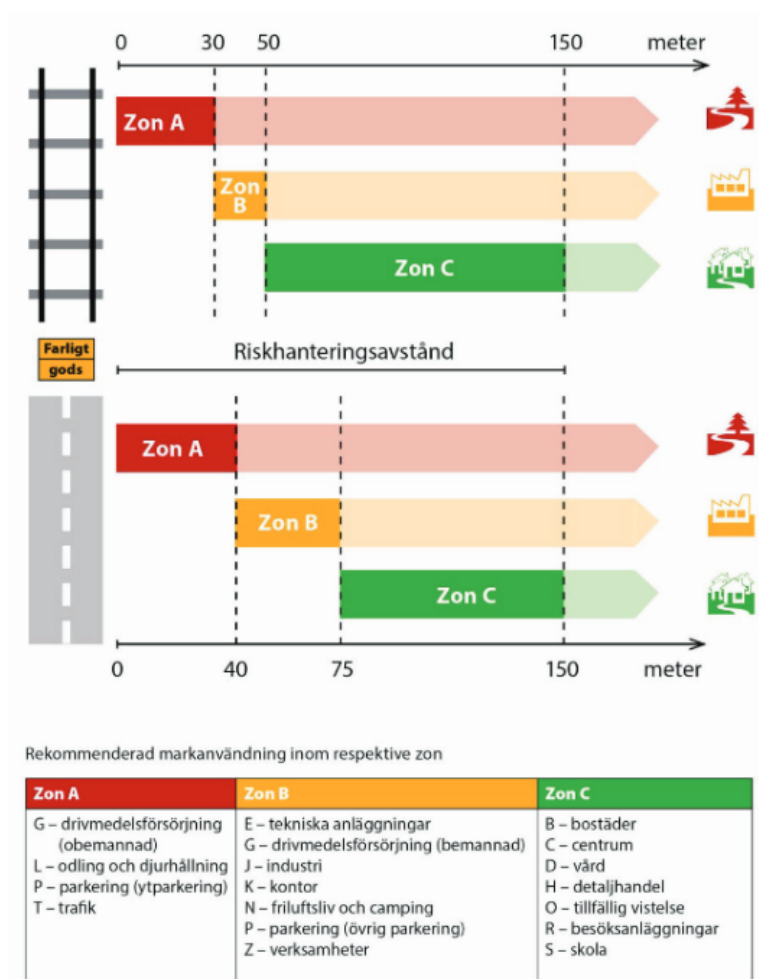 0 30 50 150 meter
Zon A
Zon
B
Zon C
Farligt
gods
Riskhanteringsavstånd
Zon A
Zon B
Zon C
0 40 75 150 meter
Rekommenderad markanvändning inom respektive zon
Zon A
G – drivmedelsförsörjning
(obemannad)
L – odling och djurhållning
P – parkering (ytparkering)
T – trafik
Zon B
E – tekniska anläggningar
G – drivmedelsförsörjning (bemannad)
J – industri
K – kontor
N – friluftsliv och camping
P – parkering (övrig parkering)
Z – verksamheter
Zon C
B – bostäder
C – centrum
D – vård
H – detaljhandel
O – tillfällig vistelse
R – besöksanläggningar
S – skola